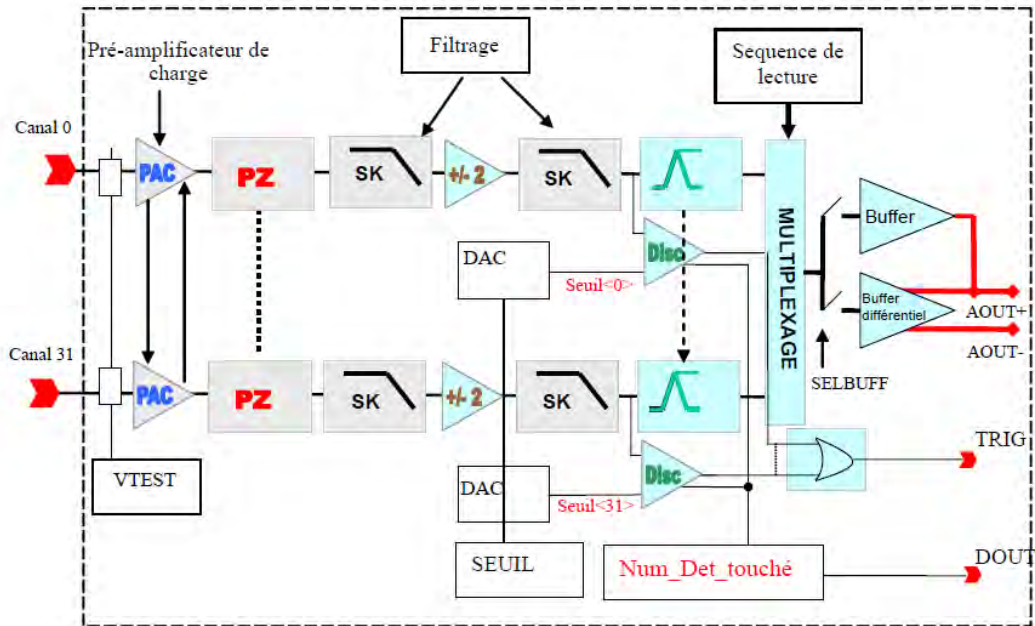 Pré-amplificateur de
charge
Filtrage
Sequence de
lecture
Canal 0
PAC
PZ
SK
+/- 2
SK
MULTIPLEXAGE
Buffer
Buffer
différentiel
AOUT+
AOUT-
SELBUFF
DAC
Seuil<0>
Disc
Canal 31
PAC
PZ
SK
+/- 2
SK
VTEST
DAC
Seuil<31>
Disc
SEUIL
Num_Det_touché
TRIG
DOUT